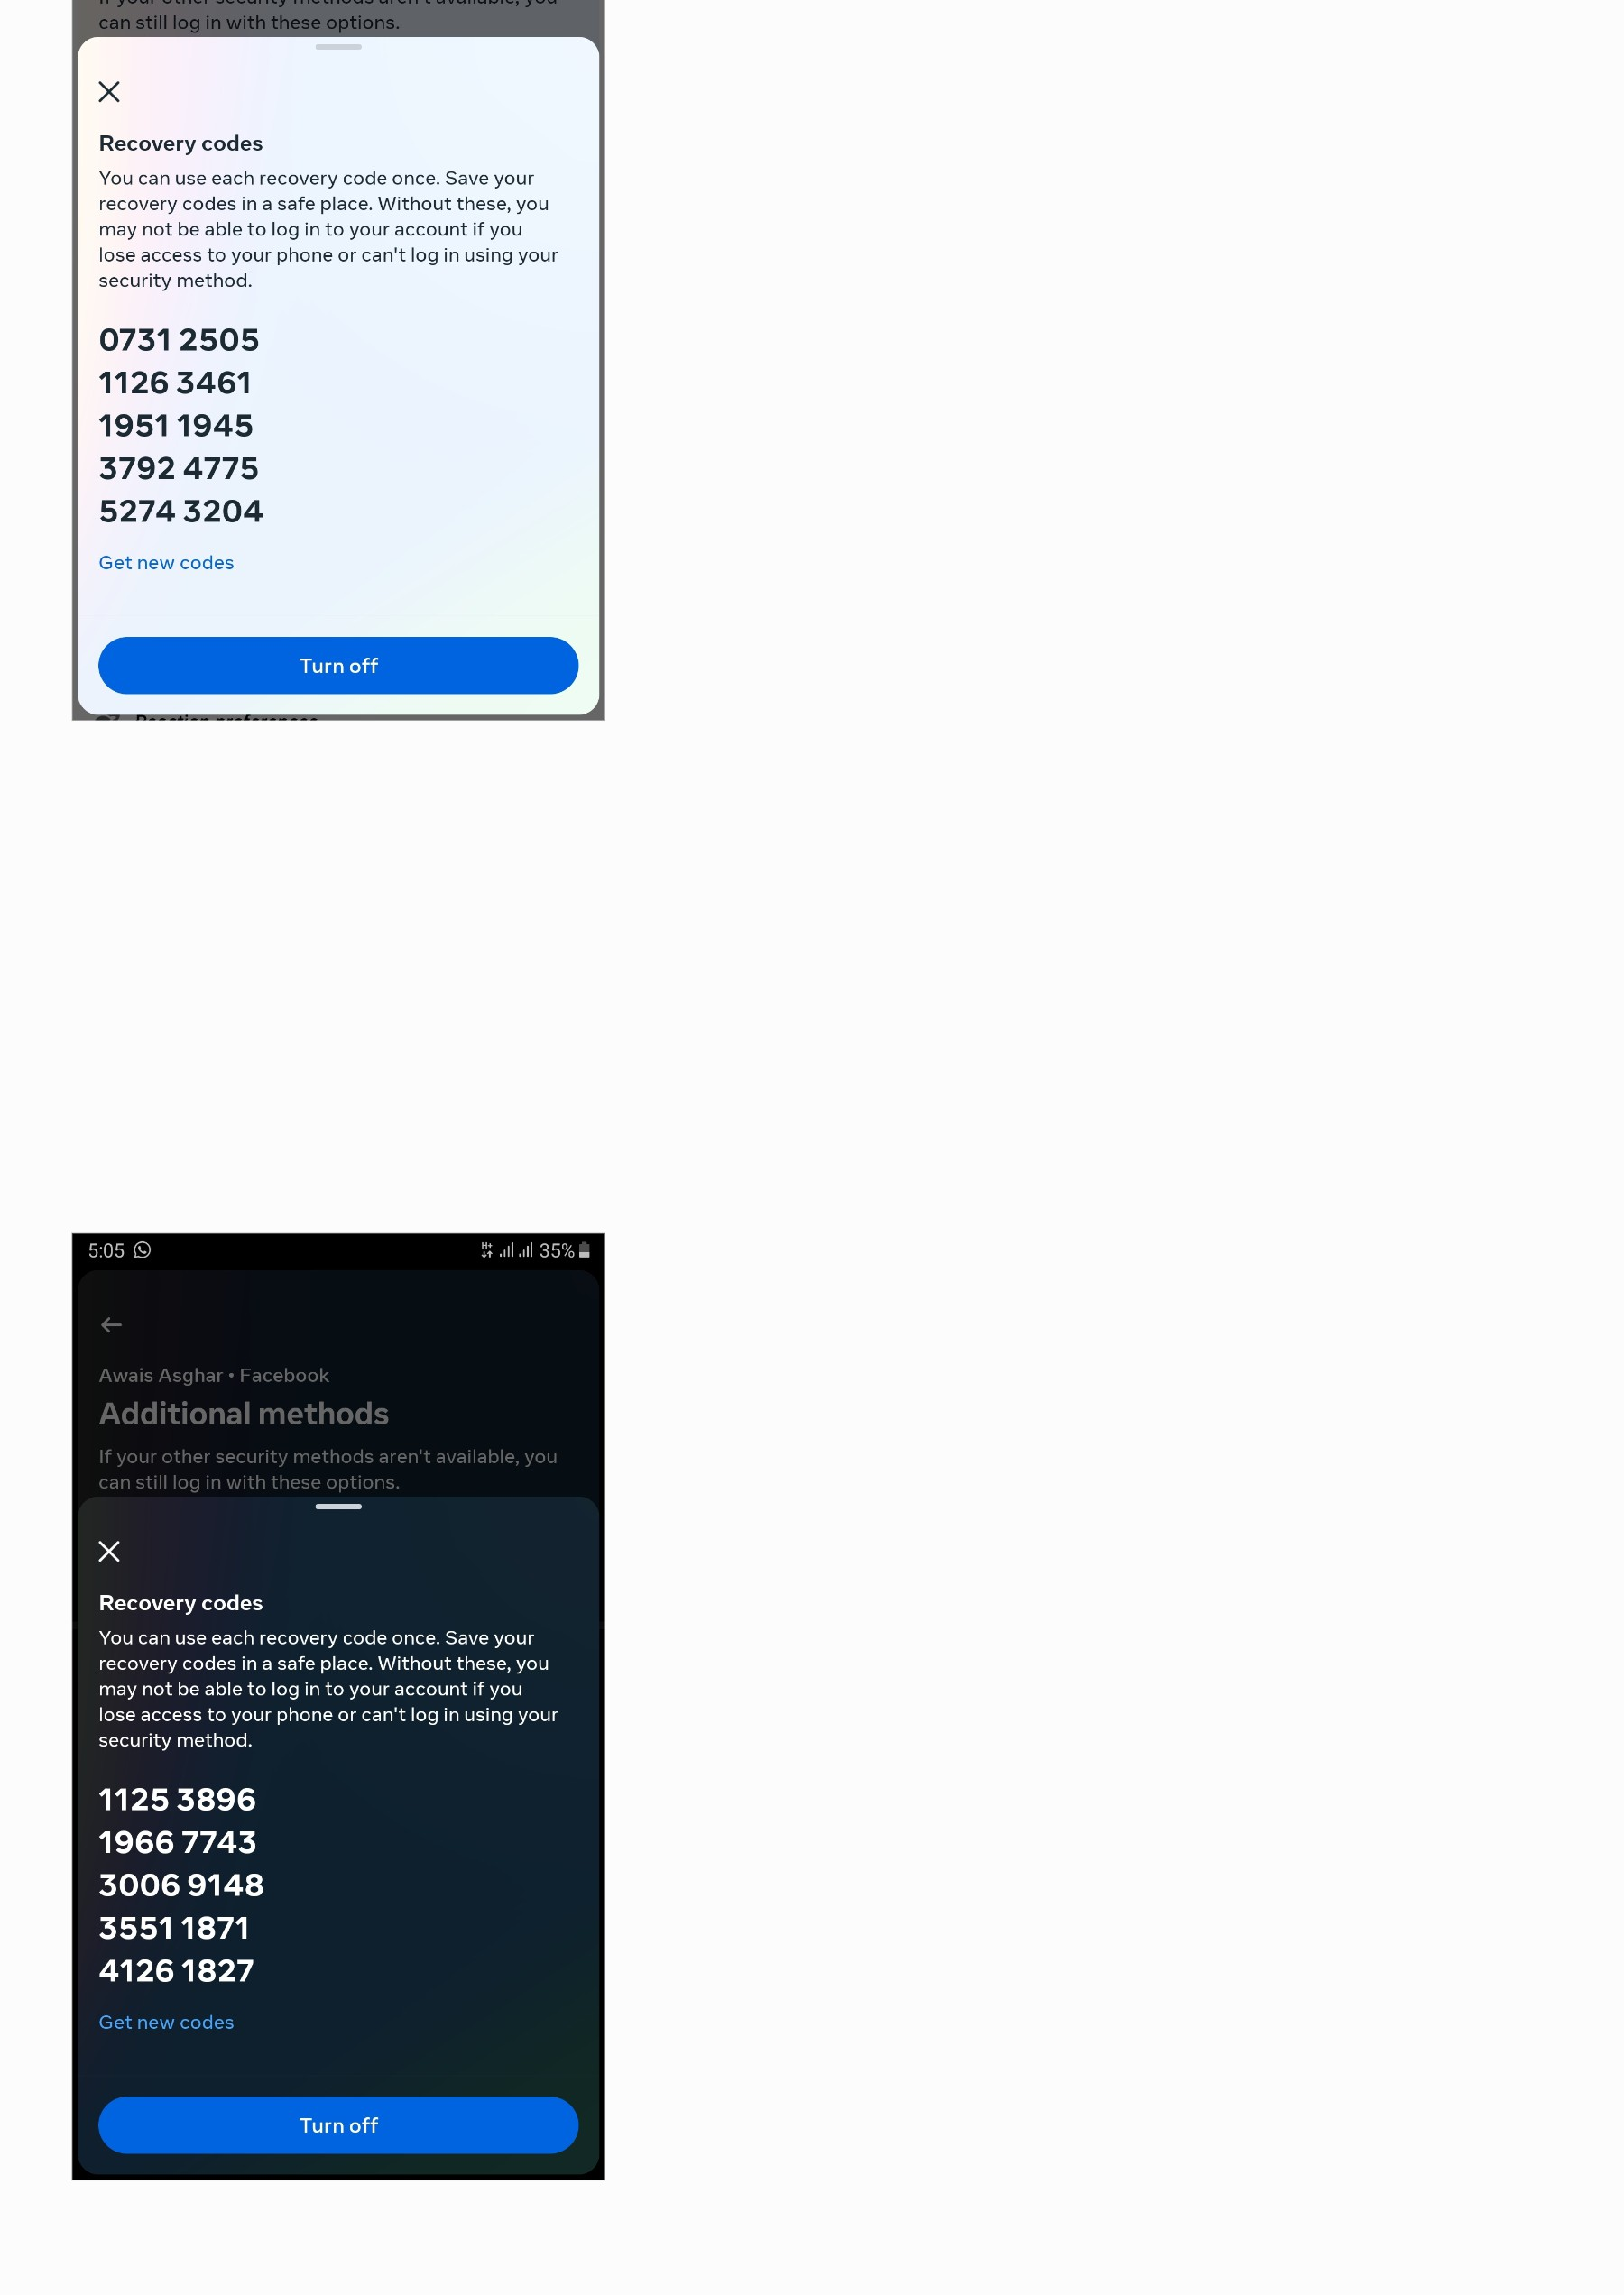 can still log in with these options.
Recovery codes
You can use each recovery code once. Save your
recovery codes in a safe place. Without these, you
may not be able to log in to your account if you
lose access to your phone or can't log in using your
security method.
0731 2505
1126 3461
1951 1945
3792 4775
5274 3204
Get new codes
Turn off
5:05
H+ 35%
Awais Asghar • Facebook
Additional methods
If your other security methods aren't available, you
can still log in with these options.
Recovery codes
You can use each recovery code once. Save your
recovery codes in a safe place. Without these, you
may not be able to log in to your account if you
lose access to your phone or can't log in using your
security method.
1125 3896
1966 7743
3006 9148
3551 1871
4126 1827
Get new codes
Turn off